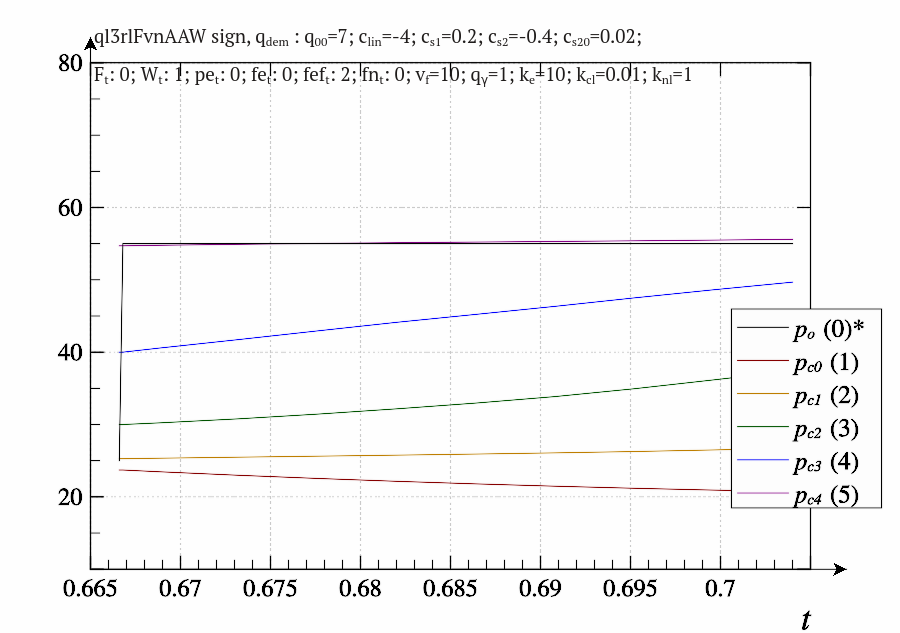 ql3rlFvnAAW sign, q_dem : q_00=7; c_lin=-4; c_s1=0.2; c_s2=-0.4; c_s20=0.02;
80
F_t: 0; W_t: 1; pe_t: 0; fe_t: 0; fef_t: 2; fn_t: 0; v_f=10; q_γ=1; k_e=10; k_cl=0.01; k_nl=1
60
40
20
p_o (0)*
p_c0 (1)
p_c1 (2)
p_c2 (3)
p_c3 (4)
p_c4 (5)
0.665 0.67 0.675 0.68 0.685 0.69 0.695 0.7
t